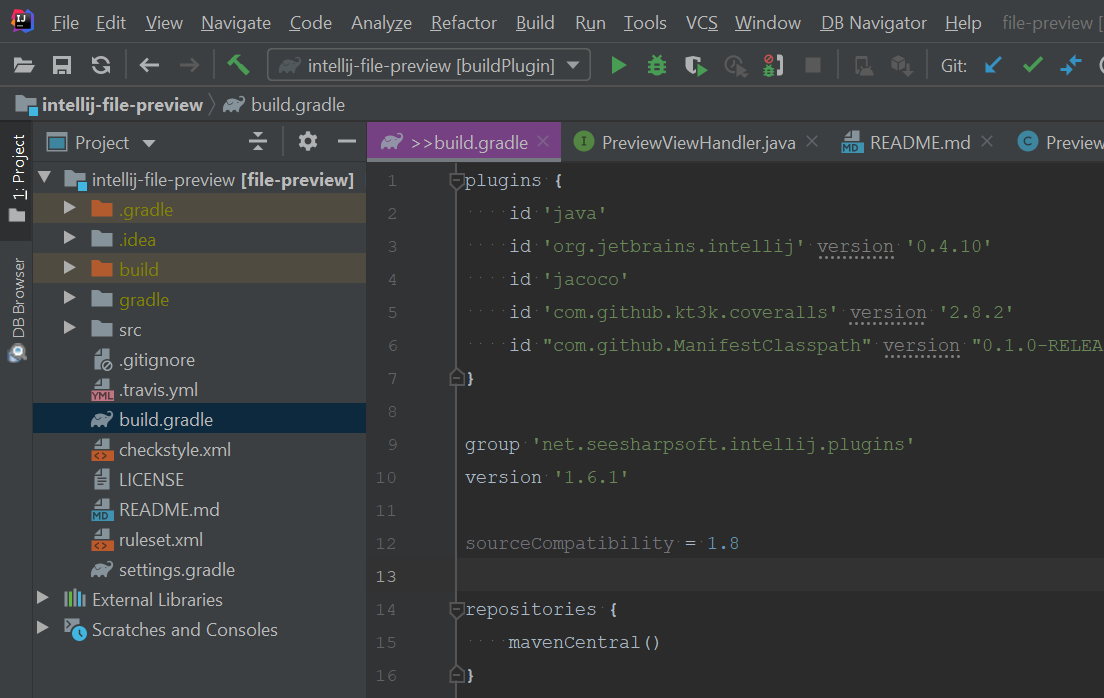 File Edit View Navigate Code Analyze Refactor Build Run Tools VCS Window DB Navigator Help file-preview [
intellij-file-preview [buildPlugin] Git:
intellij-file-preview build.gradle
Project >>build.gradle PreviewViewHandler.java README.md Preview
1: Project
DB Browser
intellij-file-preview [file-preview]
.gradle
.idea
build
gradle
src
.gitignore
.travis.yml
build.gradle
checkstyle.xml
LICENSE
README.md
ruleset.xml
settings.gradle
External Libraries
Scratches and Consoles
1 plugins {
2 id 'java'
3 id 'org.jetbrains.intellij' version '0.4.10'
4 id 'jacoco'
5 id 'com.github.kt3k.coveralls' version '2.8.2'
6 id "com.github.ManifestClasspath" version "0.1.0-RELEA
7 }
8
9 group 'net.seesharpsoft.intellij.plugins'
10 version '1.6.1'
11
12 sourceCompatibility = 1.8
13
14 repositories {
15 mavenCentral()
16 }